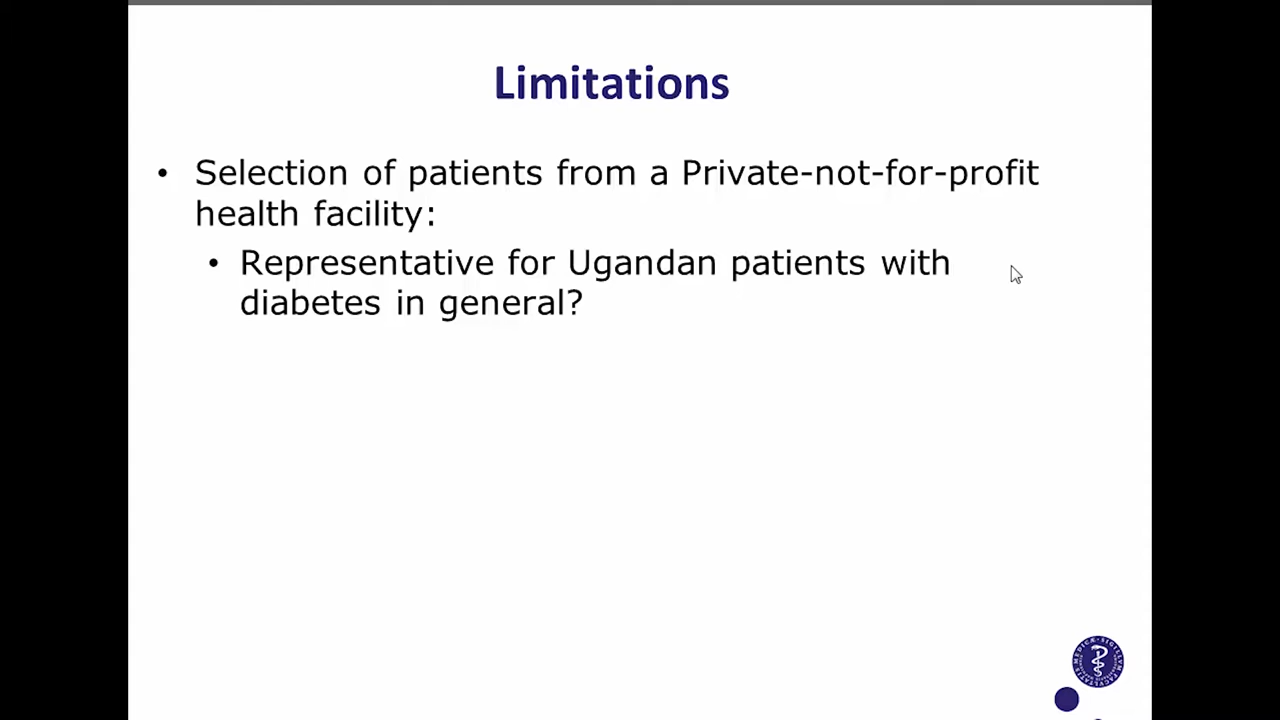 Limitations
• Selection of patients from a Private-not-for-profit
health facility:
• Representative for Ugandan patients with
diabetes in general?